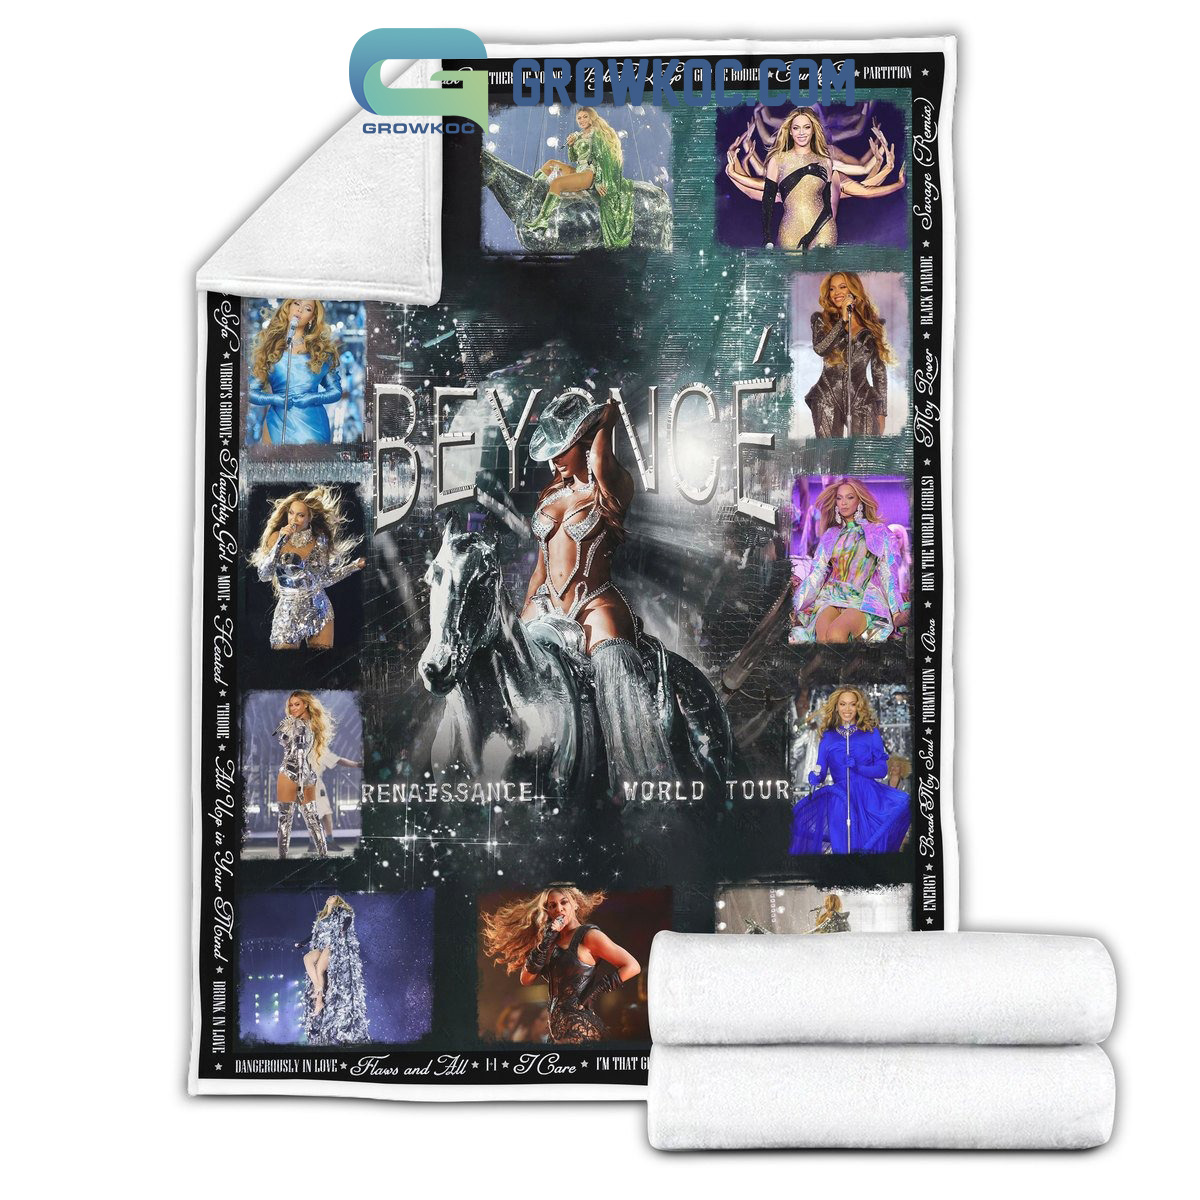 GROWKOC.COM
GROWKOC
PARTITION ★
Savage (Remix) ★ BLACK PARADE ★ My Power ★ RUN THE WORLD (GIRLS) ★ Diva ★ FORMATION ★ Break My Soul ★ ENERGY ★
BEYONCÉ
RENAISSANCE WORLD TOUR
Sofa ★ VIRGO'S GROOVE ★ Naughty Girl ★ MOVE ★ Heated ★ THIQUE ★ All Up in Your Mind ★ DRUNK IN LOVE ★
★ DANGEROUSLY IN LOVE ★ Flaws and All ★ 1+1 ★ I Care ★ I'M THAT